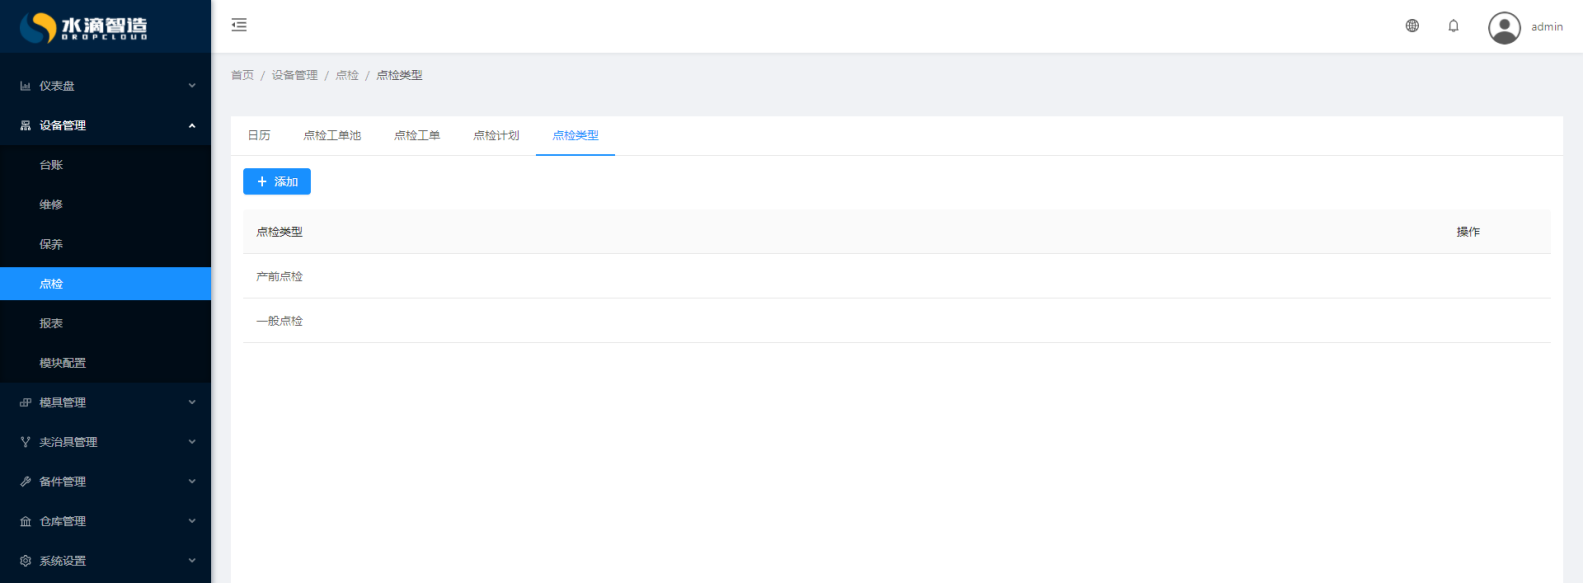 水滴智造
DROPCLOUD
admin
仪表盘
设备管理
台账
维修
保养
点检
报表
模块配置
模具管理
夹治具管理
备件管理
仓库管理
系统设置
首页 / 设备管理 / 点检 / 点检类型
日历 点检工单池 点检工单 点检计划 点检类型
+ 添加
点检类型 操作
产前点检
一般点检